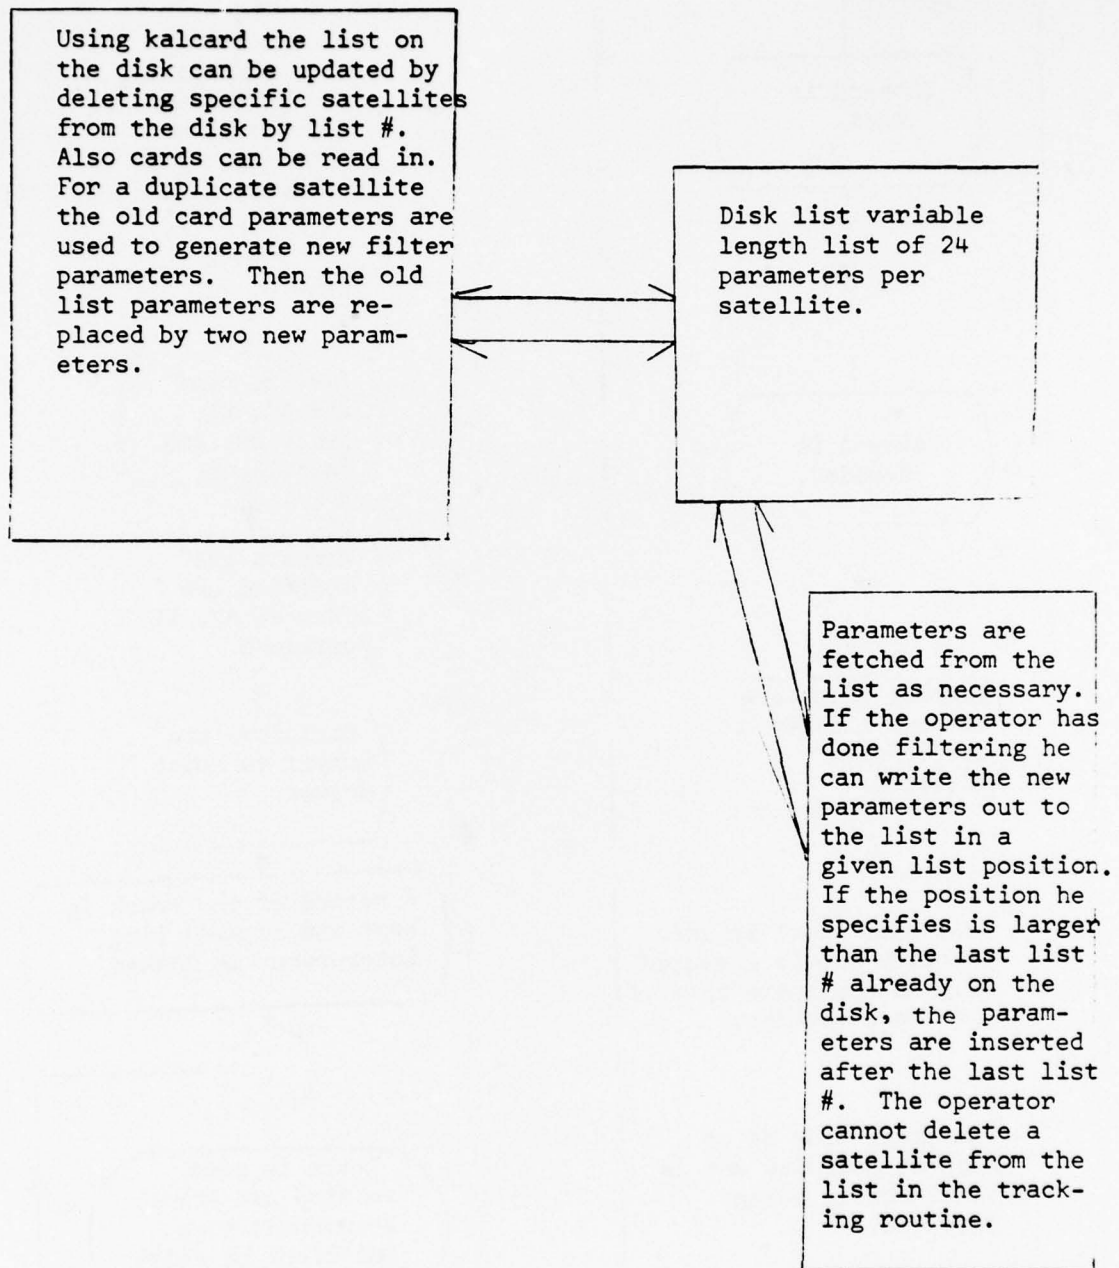 Using kalcard the list on
the disk can be updated by
deleting specific satellites
from the disk by list #.
Also cards can be read in.
For a duplicate satellite
the old card parameters are
used to generate new filter
parameters. Then the old
list parameters are re-
placed by two new param-
eters.
Disk list variable
length list of 24
parameters per
satellite.
Parameters are
fetched from the
list as necessary.
If the operator has
done filtering he
can write the new
parameters out to
the list in a
given list position.
If the position he
specifies is larger
than the last list
# already on the
disk, the param-
eters are inserted
after the last list
#. The operator
cannot delete a
satellite from the
list in the track-
ing routine.